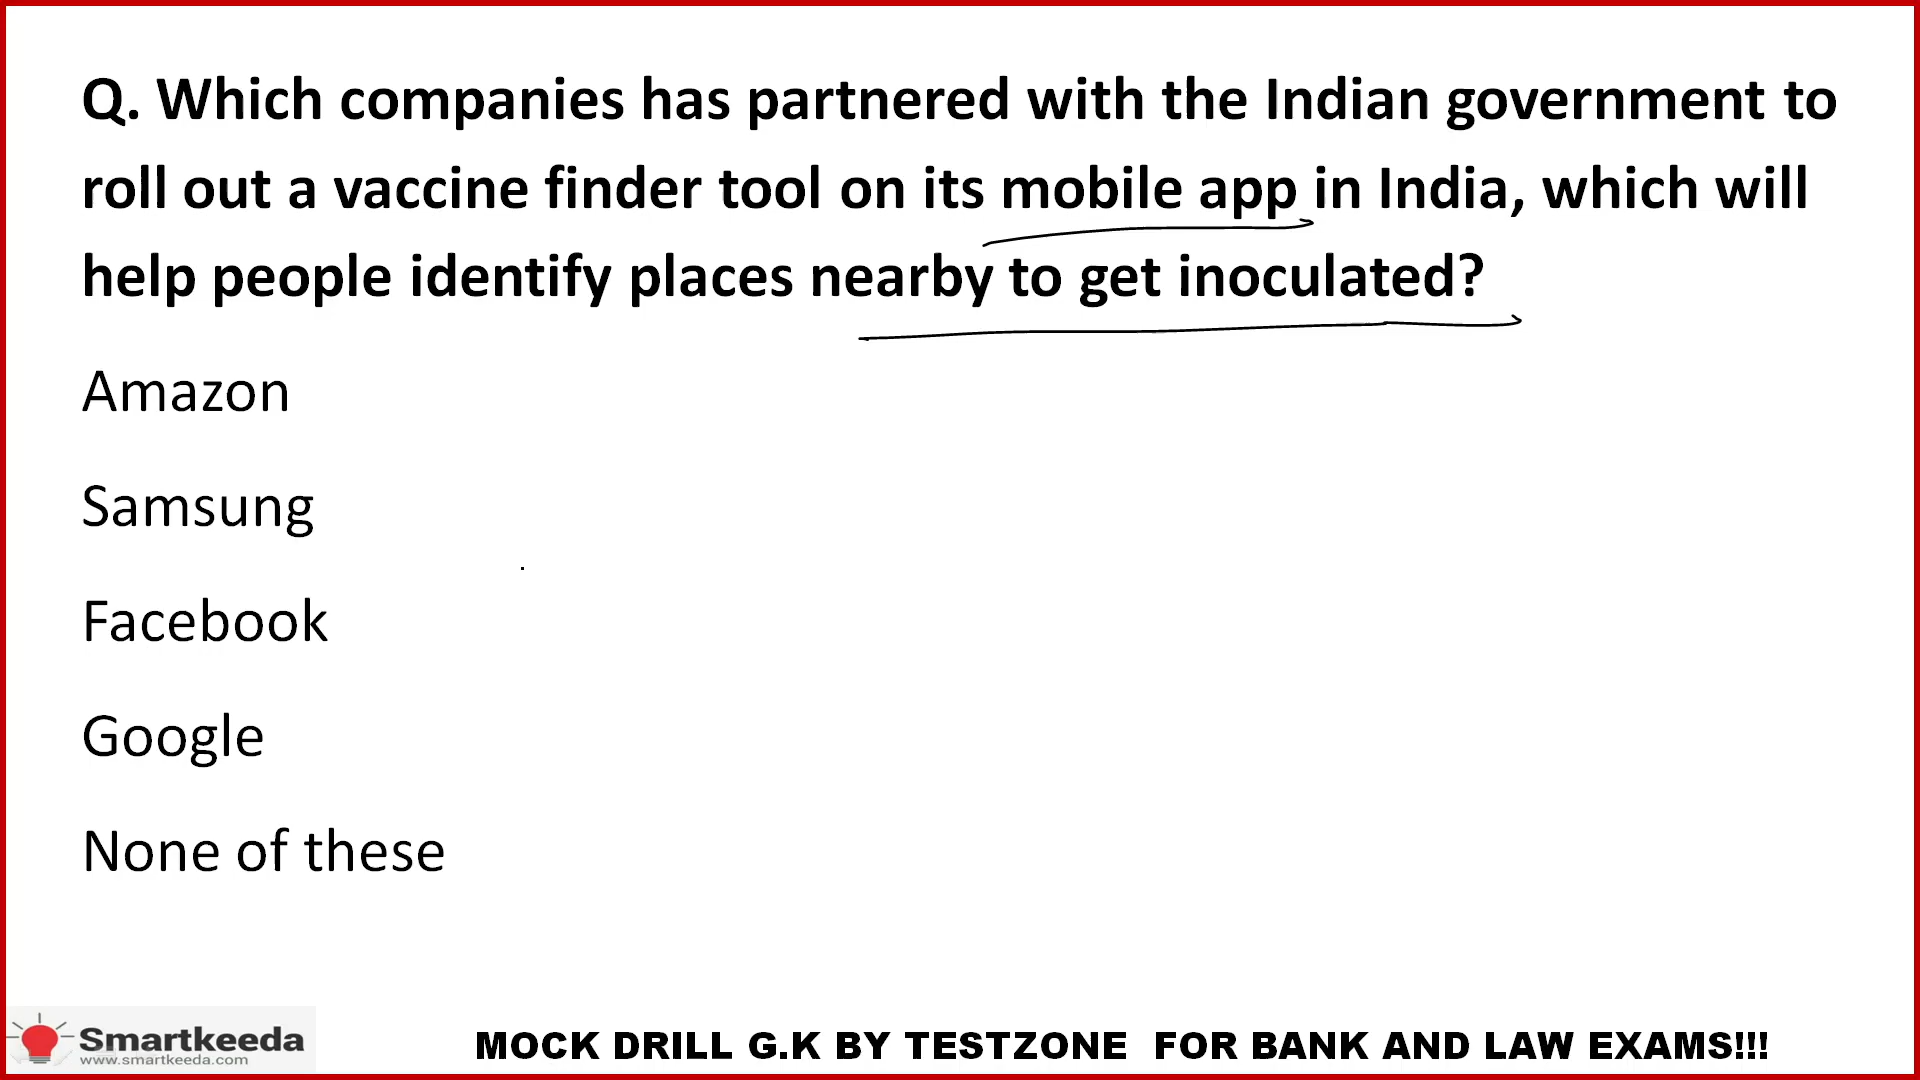 Q. Which companies has partnered with the Indian government to
roll out a vaccine finder tool on its mobile app in India, which will
help people identify places nearby to get inoculated?
Amazon
Samsung
Facebook
Google
None of these
Smartkeeda
www.smartkeeda.com
MOCK DRILL G.K BY TESTZONE FOR BANK AND LAW EXAMS!!!